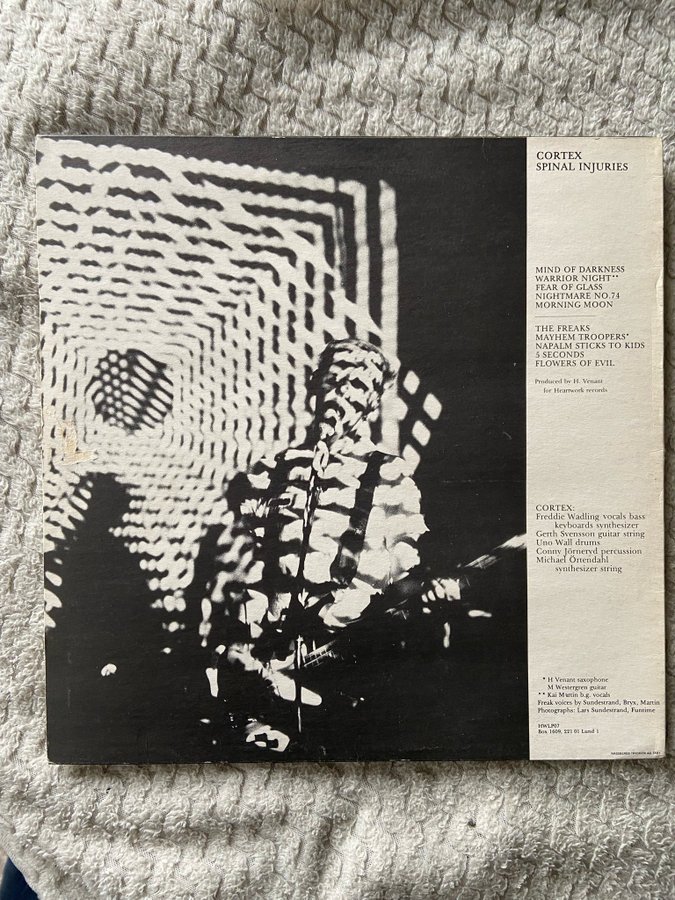 CORTEX
SPINAL INJURIES
MIND OF DARKNESS
WARRIOR NIGHT**
FEAR OF GLASS
NIGHTMARE NO.74
MORNING MOON
THE FREAKS
MAYHEM TROOPERS*
NAPALM STICKS TO KIDS
5 SECONDS
FLOWERS OF EVIL
Produced by H. Venant
for Heartwork records
CORTEX:
Freddie Wadling vocals bass
keyboards synthesizer
Gerth Svensson guitar string
Uno Wall drums
Conny Jörneryd percussion
Michael Örtendahl
synthesizer string
* H Venant saxophone
M Westergren guitar
** Kai Martin b.g. vocals
Freak voices by Sundestrand, Bryx, Martin
Photographs: Lars Sundestrand, Funtime
HWLP07
Box 1609, 221 01 Lund 1